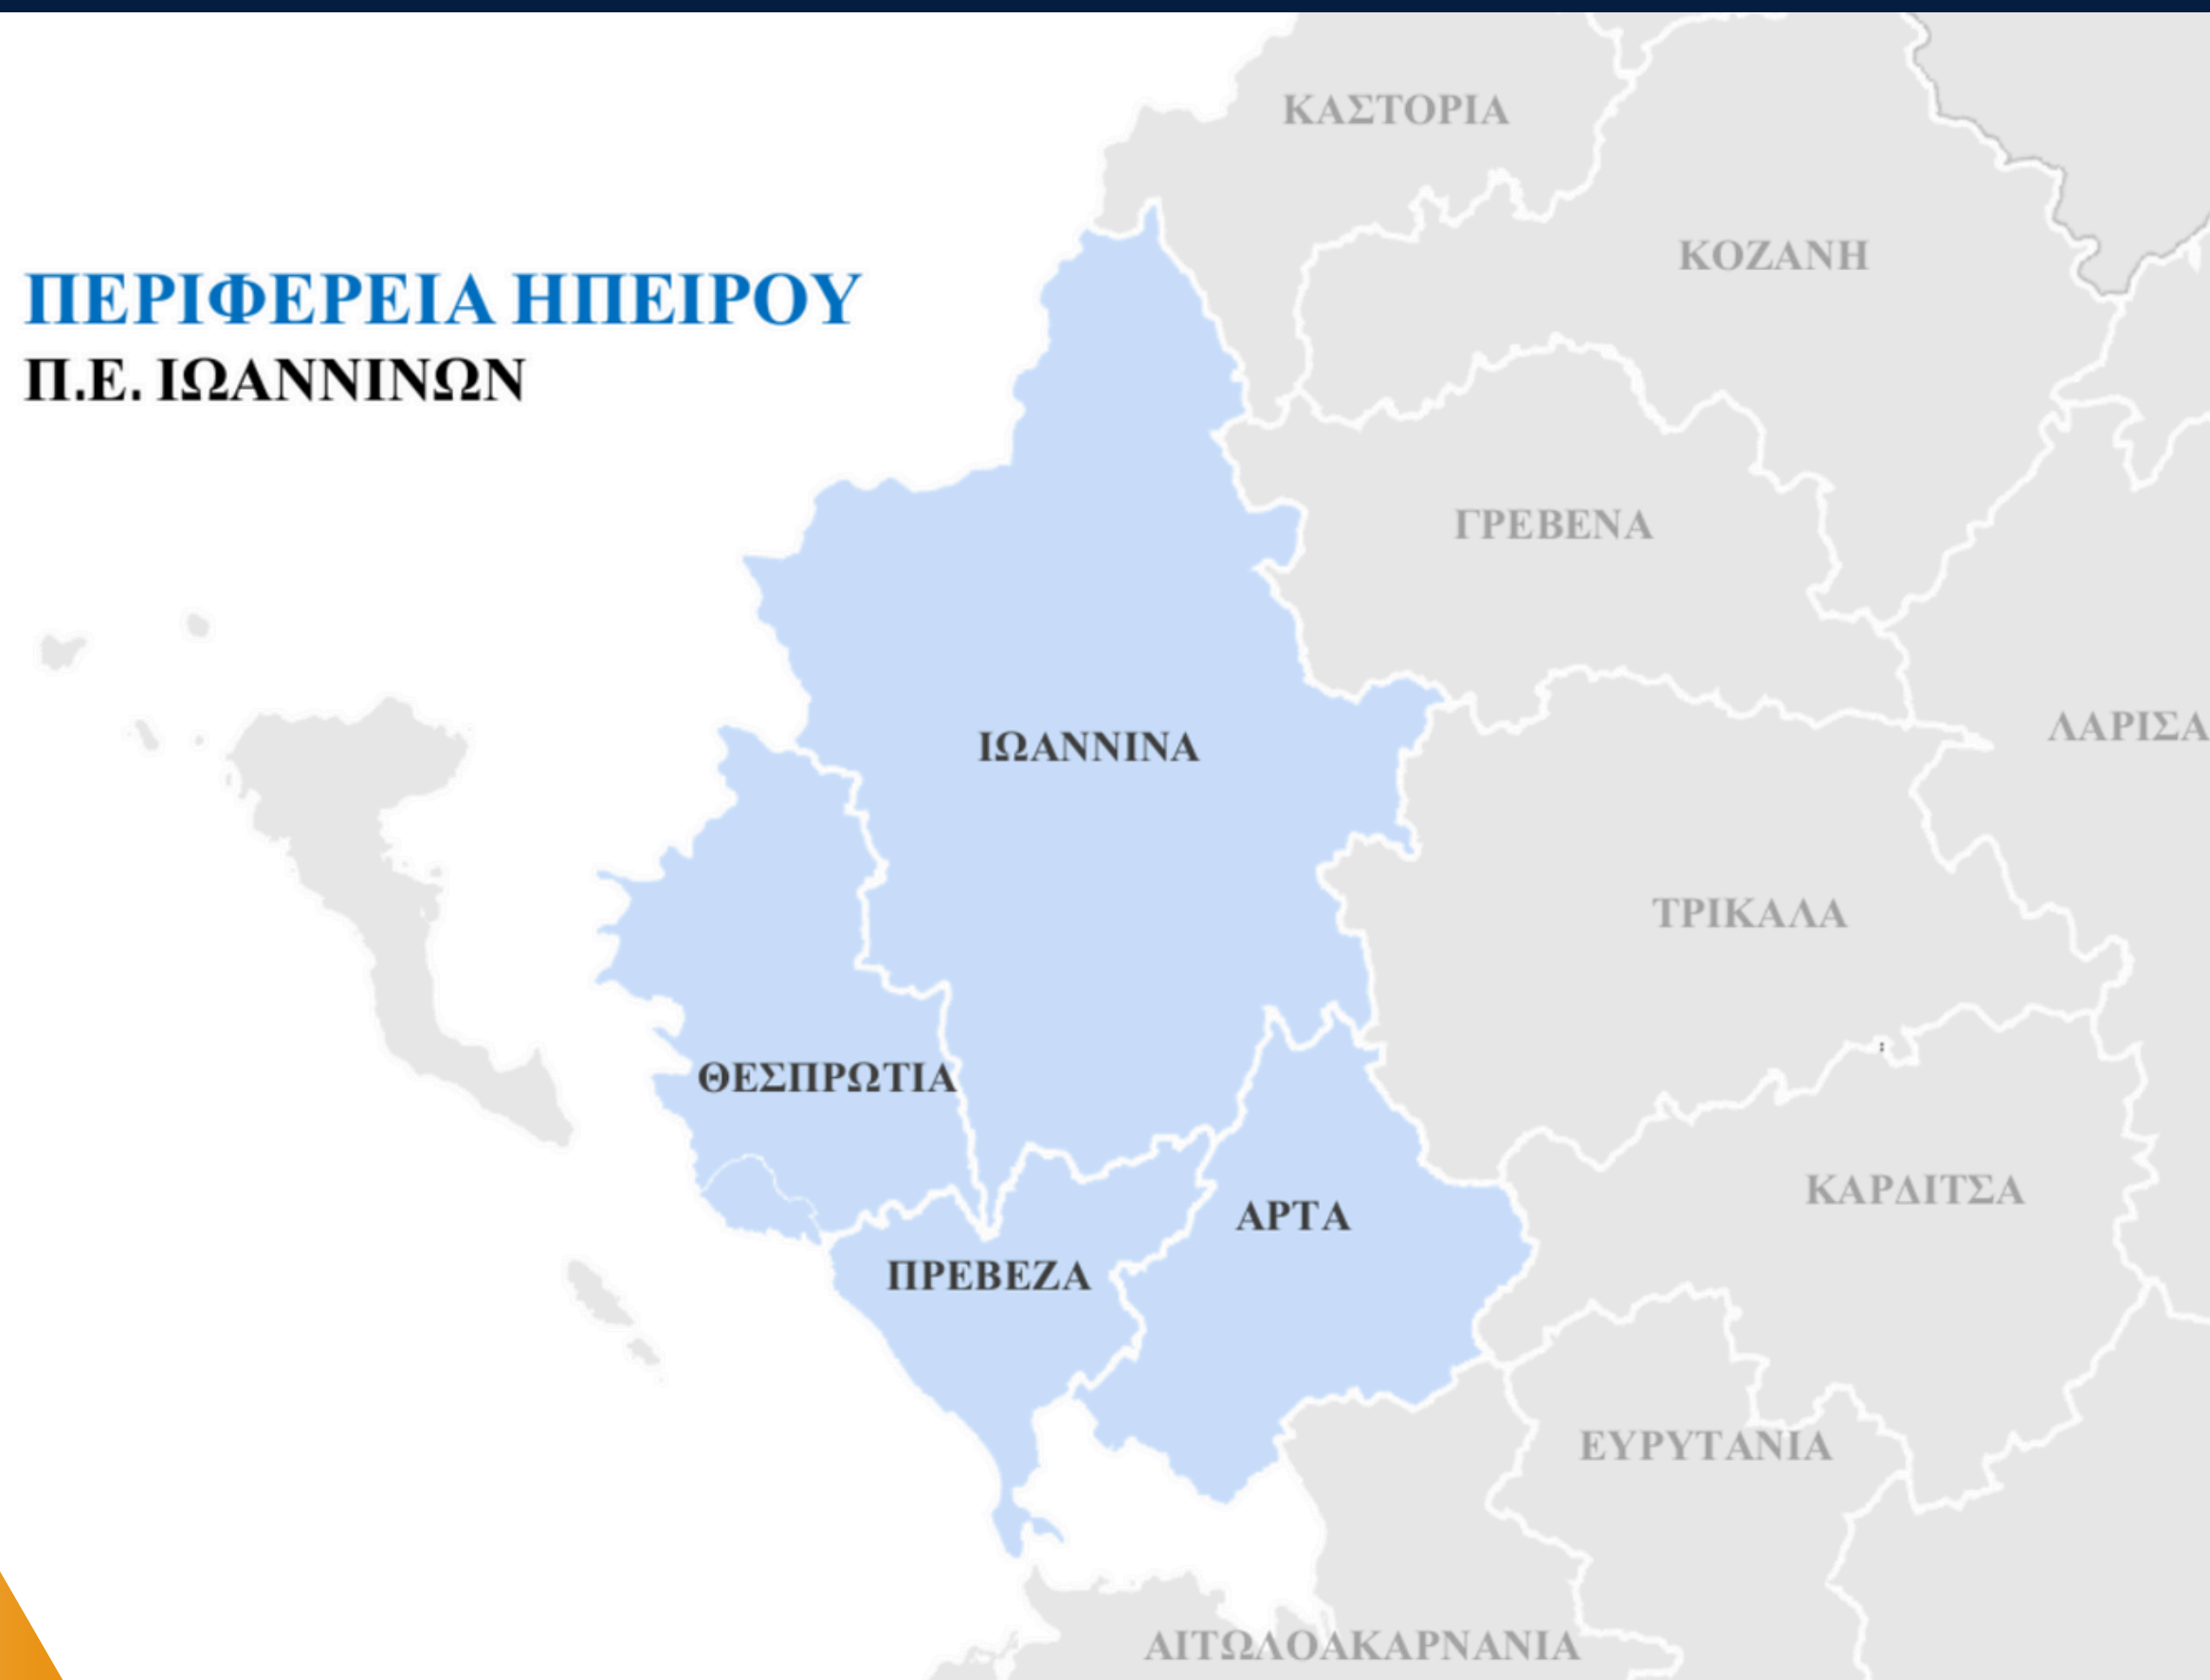 ΚΑΣΤΟΡΙΑ
ΚΟΖΑΝΗ
ΠΕΡΙΦΕΡΕΙΑ ΗΠΕΙΡΟΥ
Π.Ε. ΙΩΑΝΝΙΝΩΝ
ΓΡΕΒΕΝΑ
ΙΩΑΝΝΙΝΑ
ΛΑΡΙΣΑ
ΤΡΙΚΑΛΑ
ΘΕΣΠΡΩΤΙΑ
ΚΑΡΔΙΤΣΑ
ΑΡΤΑ
ΠΡΕΒΕΖΑ
ΕΥΡΥΤΑΝΙΑ
ΑΙΤΩΛΟΑΚΑΡΝΑΝΙΑ